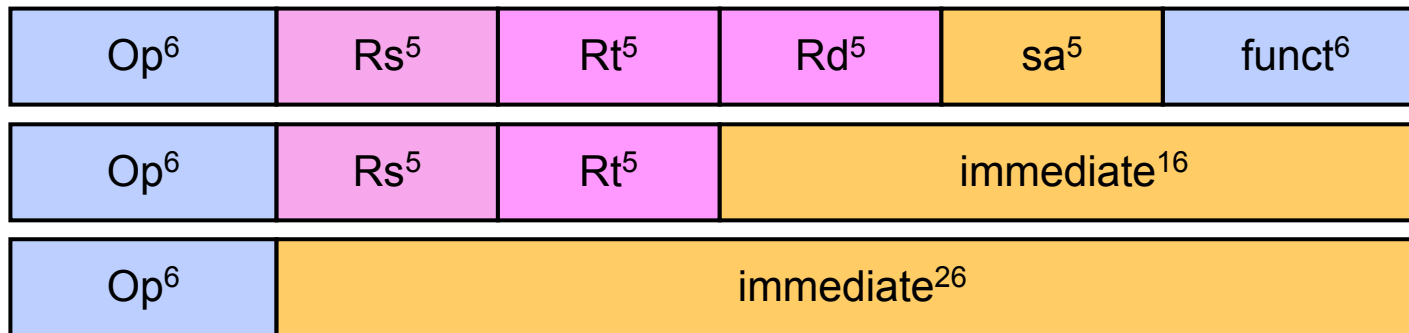 Op⁶ Rs⁵ Rt⁵ Rd⁵ sa⁵ funct⁶
Op⁶ Rs⁵ Rt⁵ immediate¹⁶
Op⁶ immediate²⁶